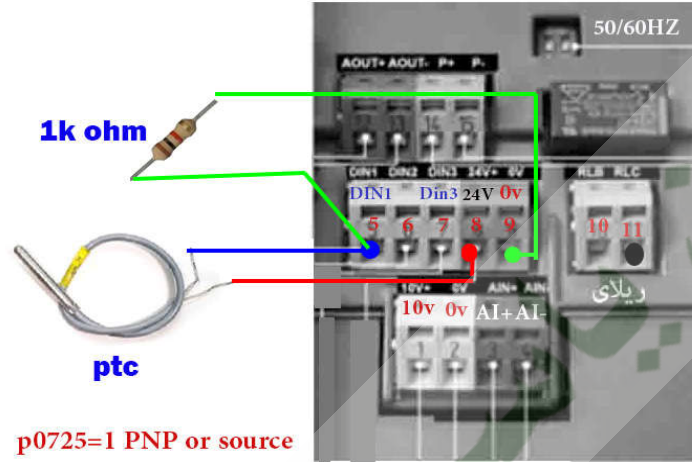 50/60HZ
AOUT+ AOUT- P+ P-
1k ohm
DIN1 DIN2 DIN3 24V+ 0V
RLB RLC
DIN1 Din3 24V 0v
5 6 7 8 9
10 11
ریلای
10V+ 0V AIN+ AIN-
10v 0v AI+ AI-
1 2 3 4
ptc
p0725=1 PNP or source